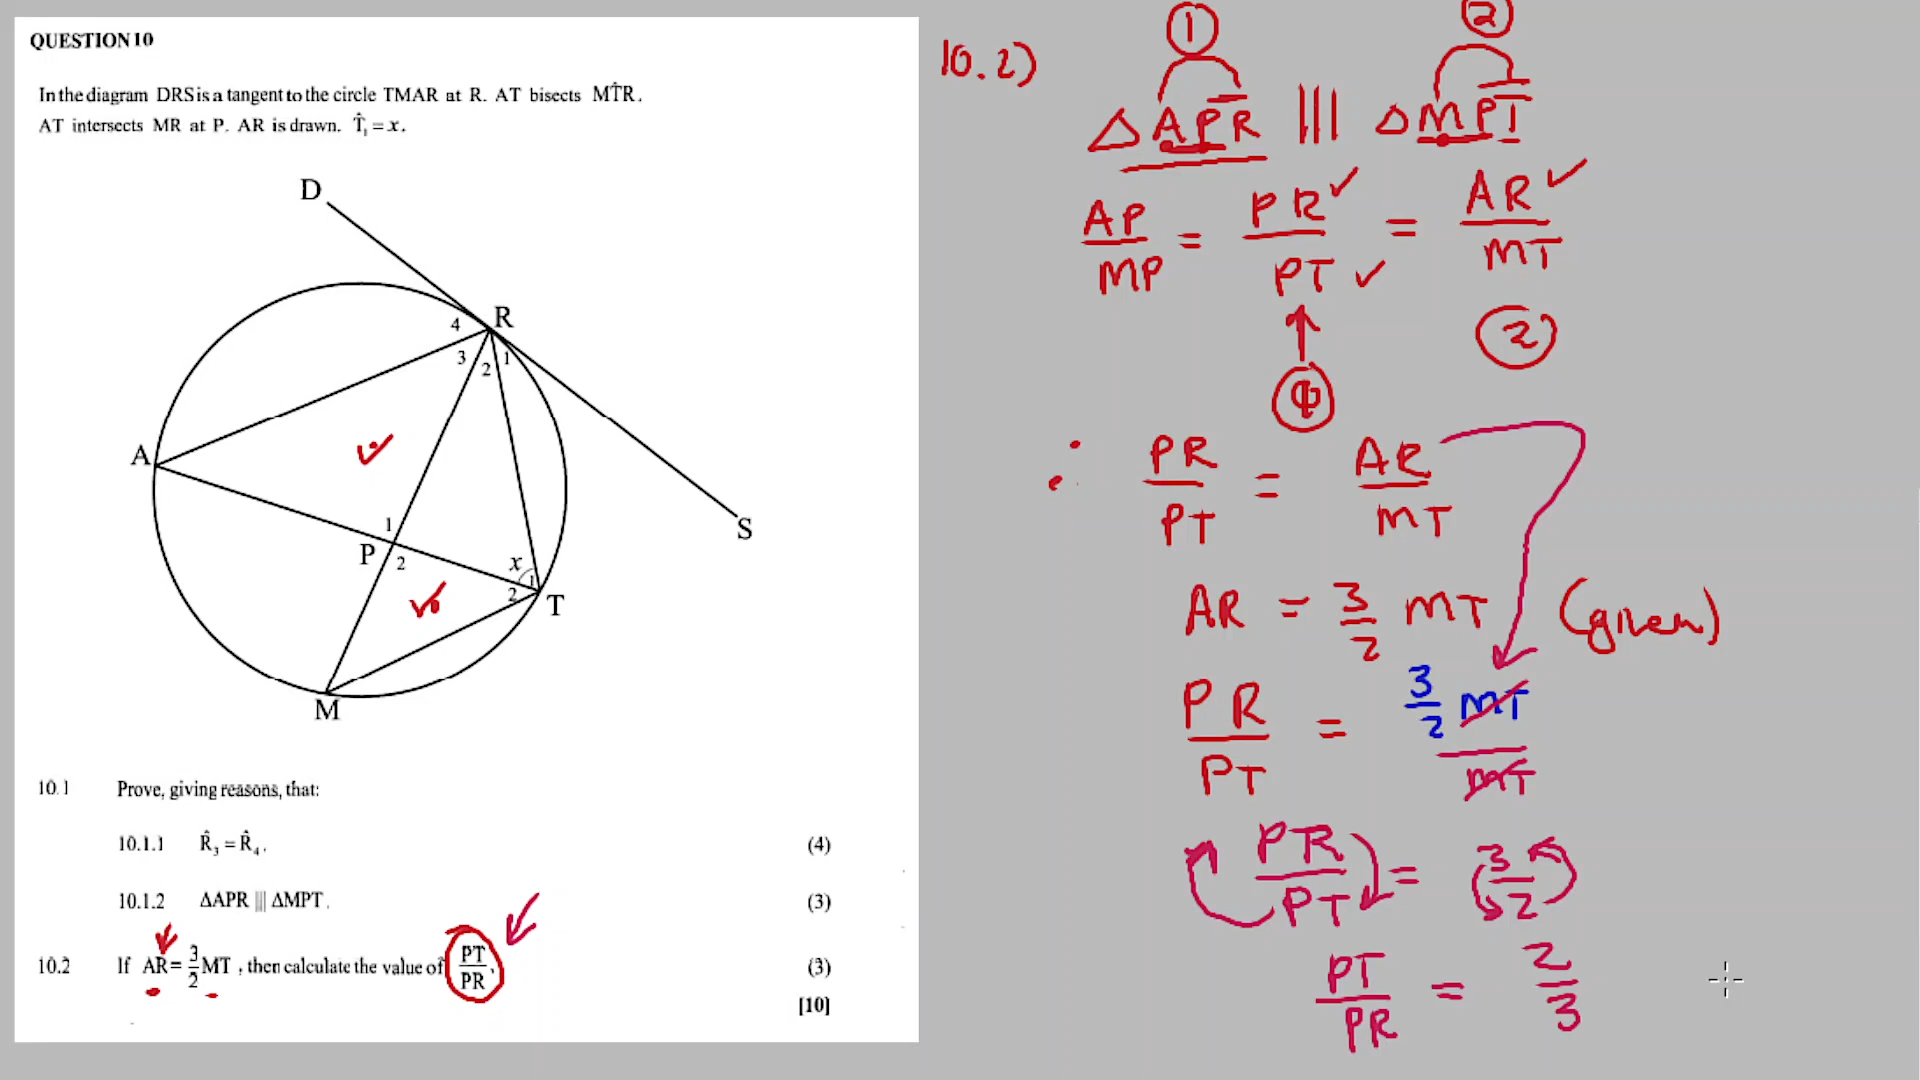 QUESTION 10
In the diagram DRS is a tangent to the circle TMAR at R. AT bisects MT̂R.
AT intersects MR at P. AR is drawn. T̂₁ = x.
D
R
4
3
2
1
A
1
P
2
x
1
2
T
S
M
10.1 Prove, giving reasons, that:
10.1.1 R̂₃ = R̂₄. (4)
10.1.2 ΔAPR ||| ΔMPT. (3)
10.2 If AR = 3/2 MT, then calculate the value of PT/PR. (3)
[10]
10.2)
1 2
ΔAPR ||| ΔMPT
AP/MP = PR✓/PT✓ = AR✓/MT
2
∴ PR/PT = AR/MT
AR = 3/2 MT (given)
PR/PT = 3/2 MT/MT
PR/PT = (3/2)
PT/PR = 2/3